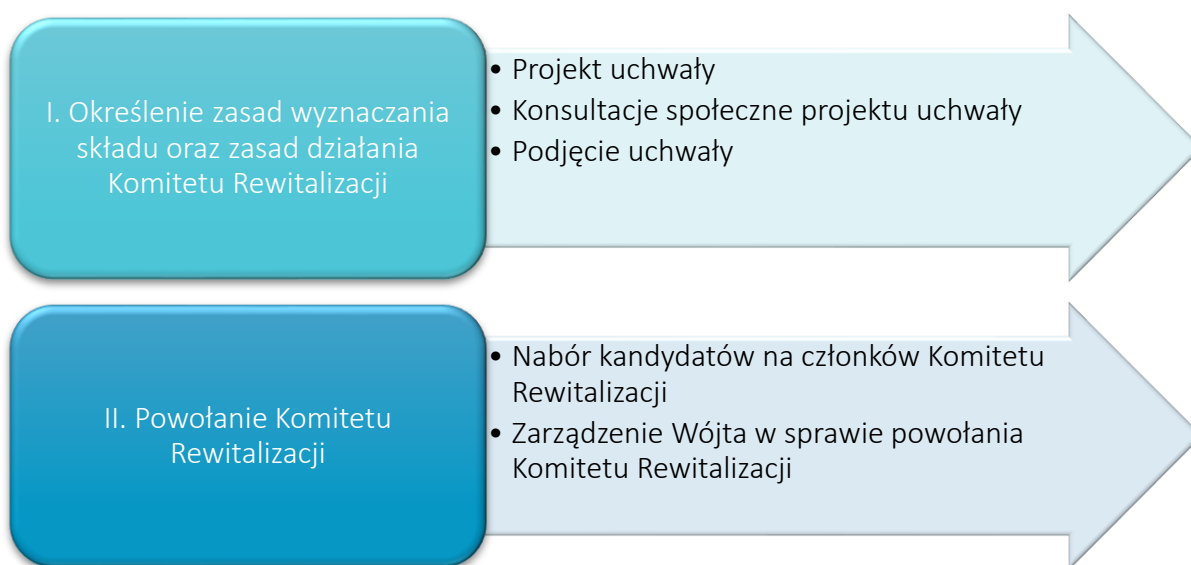 I. Określenie zasad wyznaczania
składu oraz zasad działania
Komitetu Rewitalizacji
• Projekt uchwały
• Konsultacje społeczne projektu uchwały
• Podjęcie uchwały
II. Powołanie Komitetu
Rewitalizacji
• Nabór kandydatów na członków Komitetu
Rewitalizacji
• Zarządzenie Wójta w sprawie powołania
Komitetu Rewitalizacji